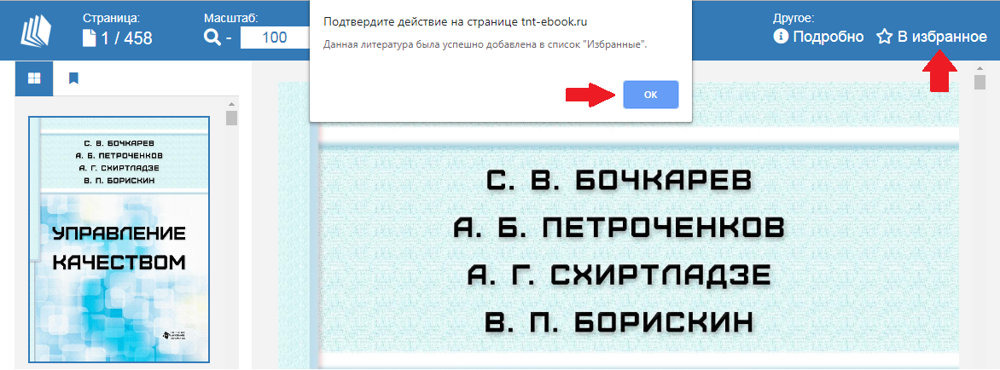 Страница:
1 / 458
Масштаб:
- 100
Подтвердите действие на странице tnt-ebook.ru
Данная литература была успешно добавлена в список "Избранные".
ОК
Другое:
Подробно В избранное
С. В. БОЧКАРЕВ
А. Б. ПЕТРОЧЕНКОВ
А. Г. СХИРТЛАДЗЕ
В. П. БОРИСКИН
УПРАВЛЕНИЕ
КАЧЕСТВОМ
С. В. БОЧКАРЕВ
А. Б. ПЕТРОЧЕНКОВ
А. Г. СХИРТЛАДЗЕ
В. П. БОРИСКИН